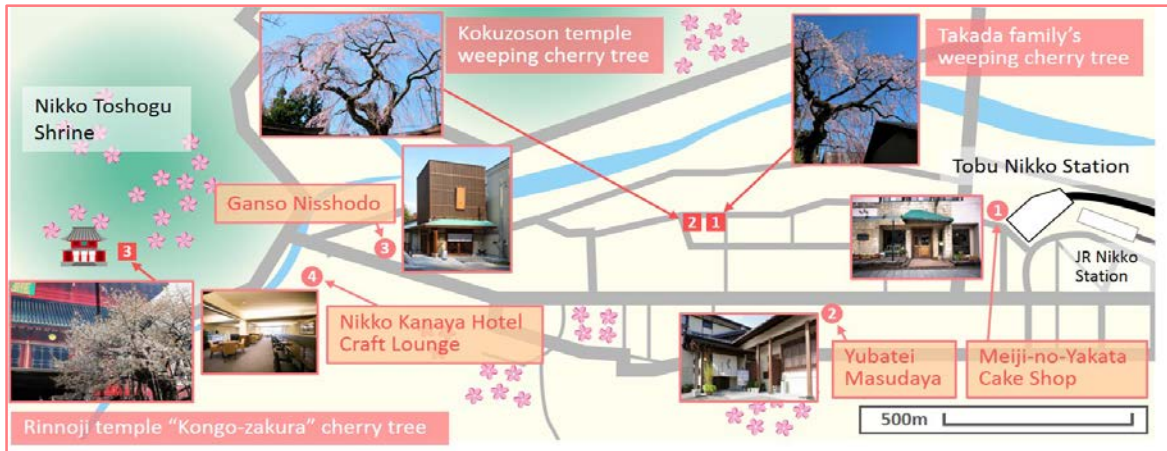 Kokuzoson temple
weeping cherry tree
Takada family's
weeping cherry tree
Nikko Toshogu
Shrine
Tobu Nikko Station
Ganso Nisshodo
1
2 1
3
3
JR Nikko
Station
4
Nikko Kanaya Hotel
Craft Lounge
2
Yubatei
Masudaya
Meiji-no-Yakata
Cake Shop
500m
Rinnoji temple “Kongo-zakura” cherry tree